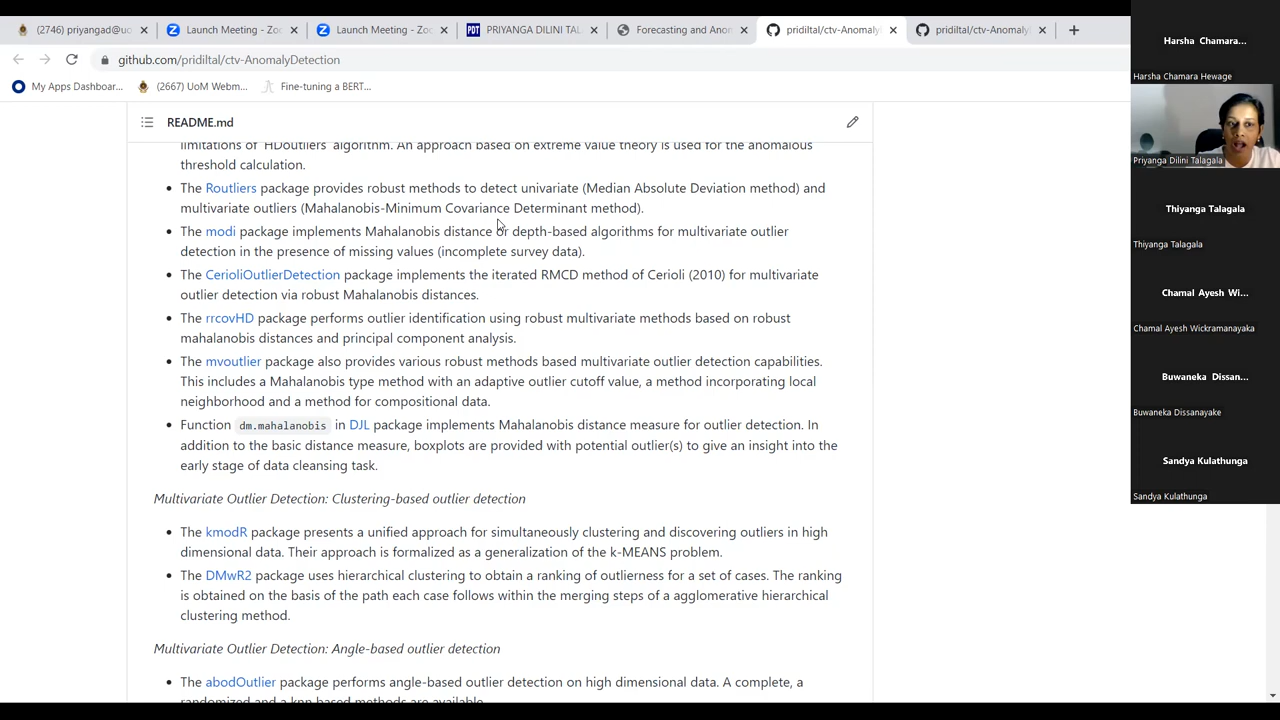 (2746) priyangad@uo
Launch Meeting - Zo
Launch Meeting - Zo
PDT
PRIYANGA DILINI TAL
Forecasting and Anon
pridiltal/ctv-Anomaly
pridiltal/ctv-Anomaly
github.com/pridiltal/ctv-AnomalyDetection
My Apps Dashboar...
(2667) UoM Webm...
Fine-tuning a BERT...
README.md
limitations of 'HDoutliers' algorithm. An approach based on extreme value theory is used for the anomalous
threshold calculation.
The Routliers package provides robust methods to detect univariate (Median Absolute Deviation method) and
multivariate outliers (Mahalanobis-Minimum Covariance Determinant method).
The modi package implements Mahalanobis distance or depth-based algorithms for multivariate outlier
detection in the presence of missing values (incomplete survey data).
The CerioliOutlierDetection package implements the iterated RMCD method of Cerioli (2010) for multivariate
outlier detection via robust Mahalanobis distances.
The rrcovHD package performs outlier identification using robust multivariate methods based on robust
mahalanobis distances and principal component analysis.
The mvoutlier package also provides various robust methods based multivariate outlier detection capabilities.
This includes a Mahalanobis type method with an adaptive outlier cutoff value, a method incorporating local
neighborhood and a method for compositional data.
Function dm.mahalanobis in DJL package implements Mahalanobis distance measure for outlier detection. In
addition to the basic distance measure, boxplots are provided with potential outlier(s) to give an insight into the
early stage of data cleansing task.
Multivariate Outlier Detection: Clustering-based outlier detection
The kmodR package presents a unified approach for simultaneously clustering and discovering outliers in high
dimensional data. Their approach is formalized as a generalization of the k-MEANS problem.
The DMwR2 package uses hierarchical clustering to obtain a ranking of outlierness for a set of cases. The ranking
is obtained on the basis of the path each case follows within the merging steps of a agglomerative hierarchical
clustering method.
Multivariate Outlier Detection: Angle-based outlier detection
The abodOutlier package performs angle-based outlier detection on high dimensional data. A complete, a
randomized and a knn based methods are available.
Harsha Chamara...
Harsha Chamara Hewage
Priyanga Dilini Talagala
Thiyanga Talagala
Thiyanga Talagala
Chamal Ayesh Wi...
Chamal Ayesh Wickramanayaka
Buwaneka Dissan...
Buwaneka Dissanayake
Sandya Kulathunga
Sandya Kulathunga